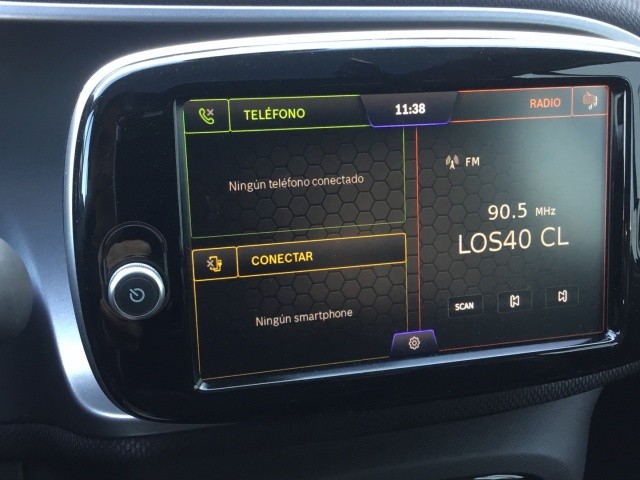 TELÉFONO
11:38
RADIO
Ningún teléfono conectado
FM
90.5 MHz
LOS40 CL
CONECTAR
Ningún smartphone
SCAN